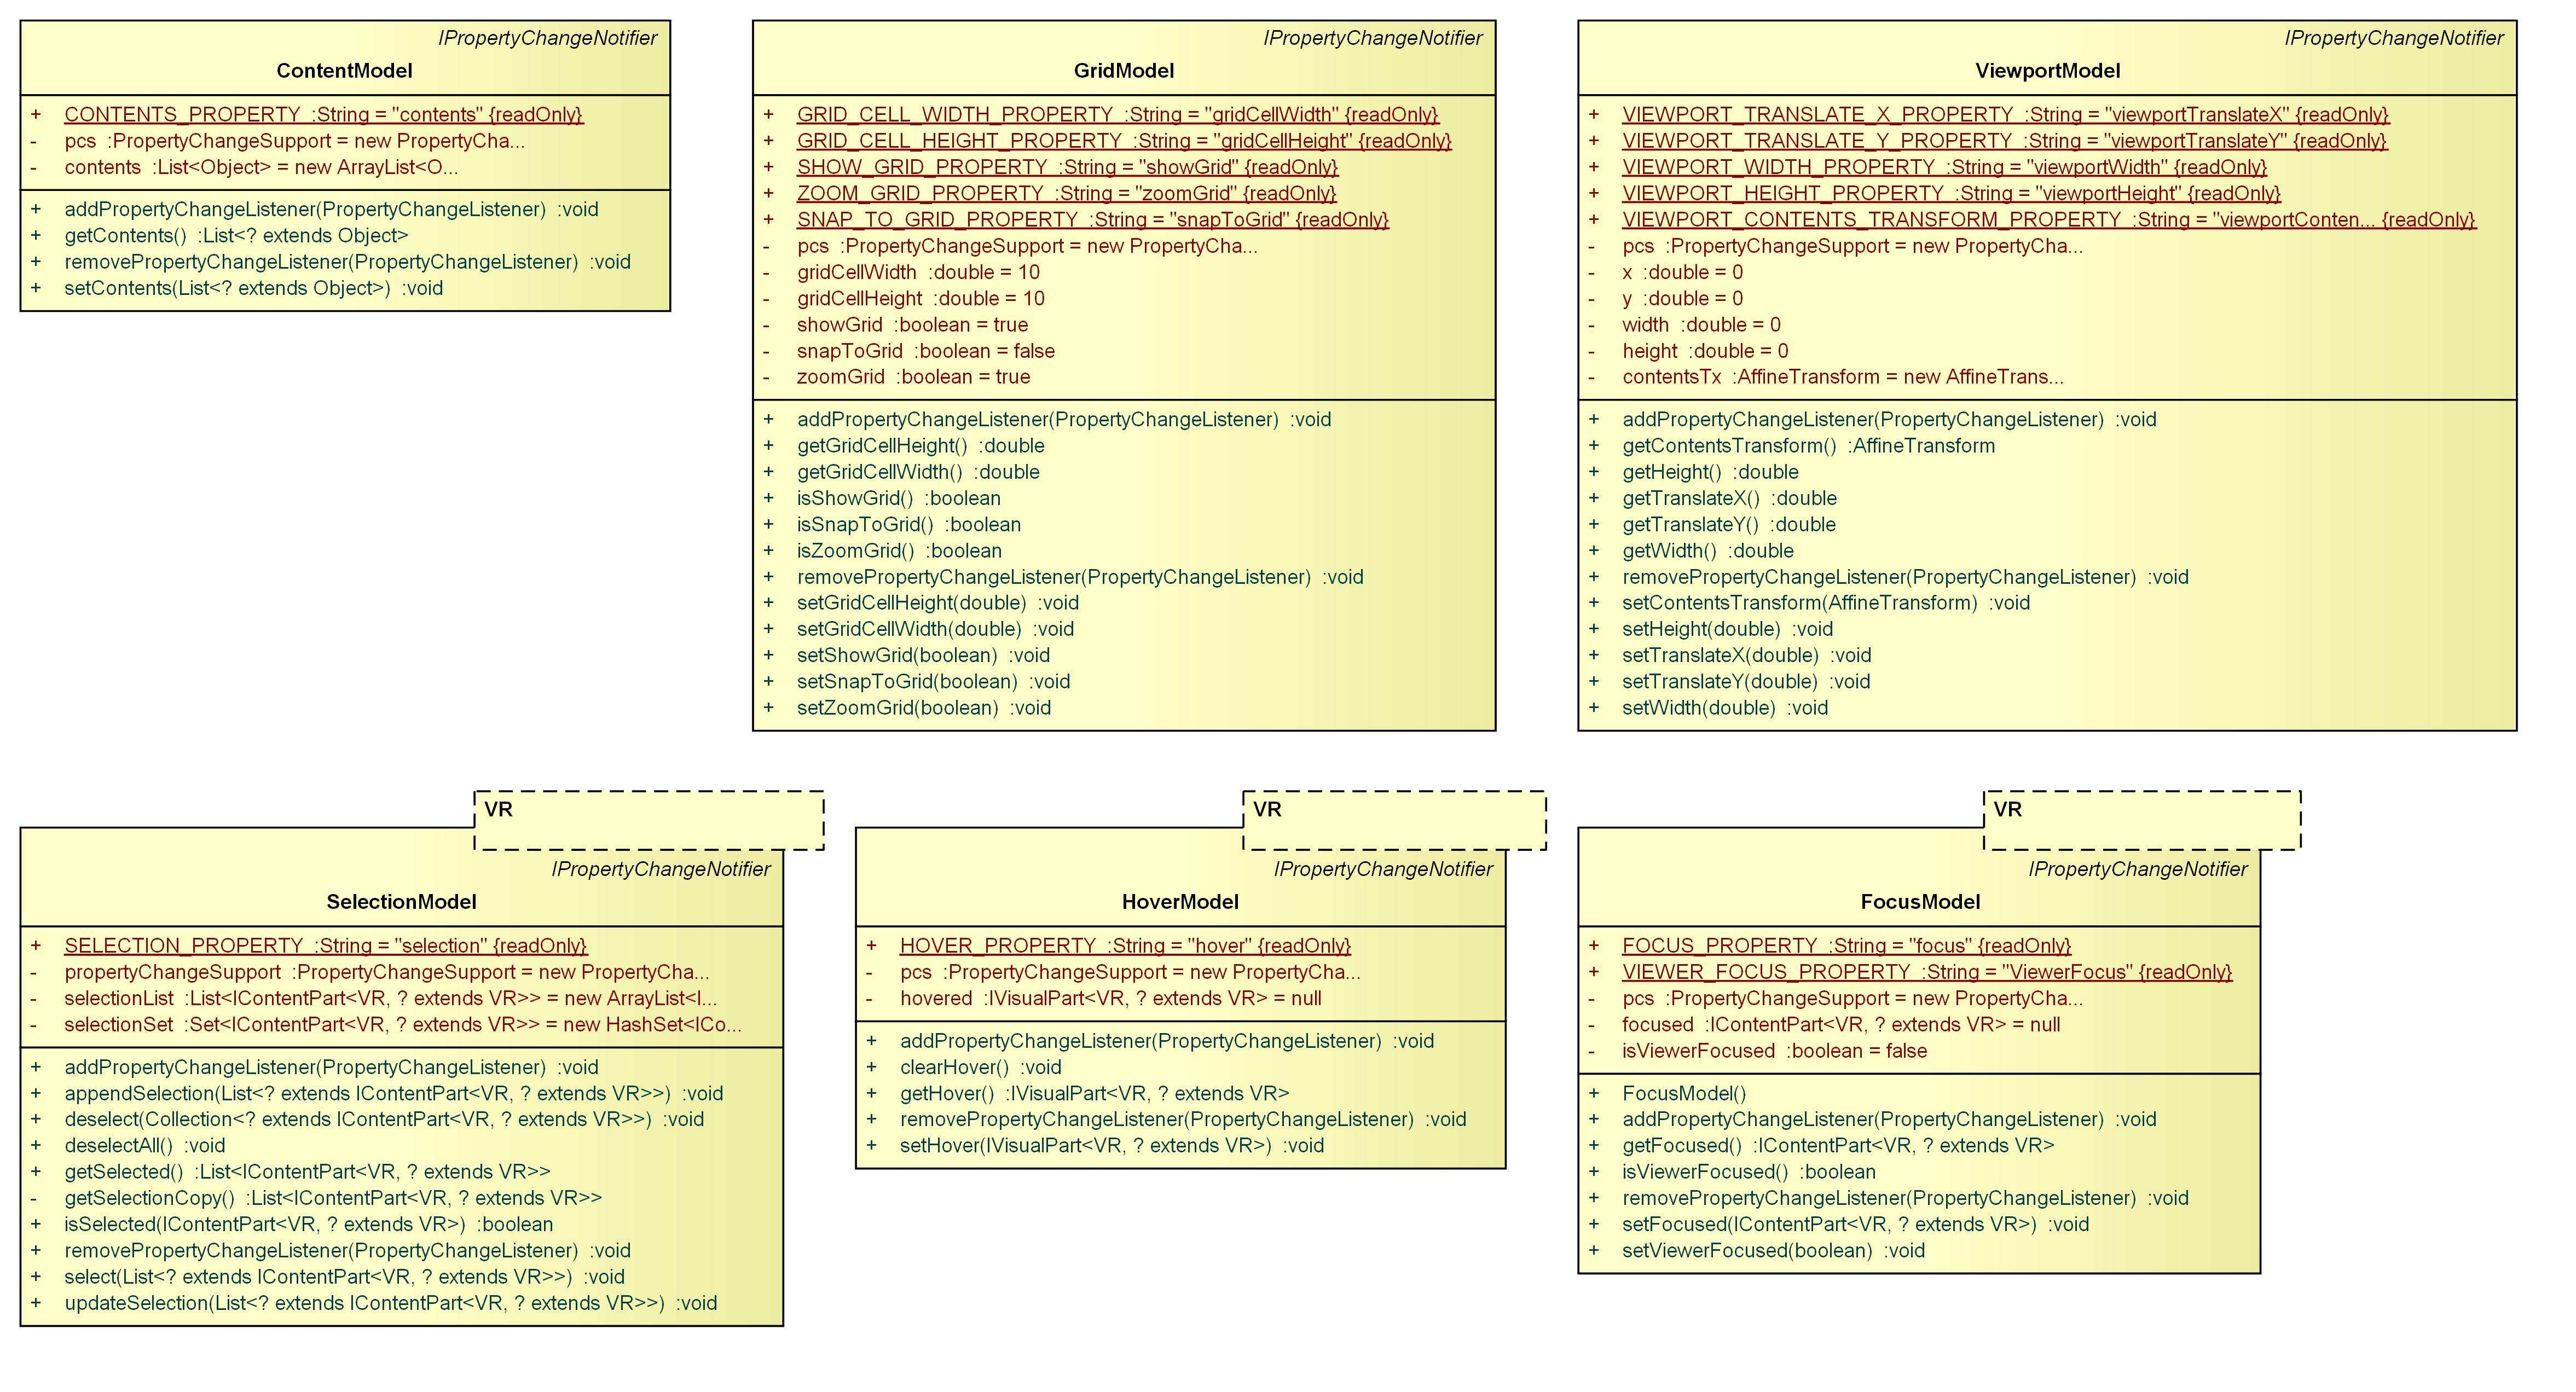 IPropertyChangeNotifier
ContentModel
+ CONTENTS_PROPERTY :String = "contents" {readOnly}
- pcs :PropertyChangeSupport = new PropertyCha...
- contents :List<Object> = new ArrayList<O...
+ addPropertyChangeListener(PropertyChangeListener) :void
+ getContents() :List<? extends Object>
+ removePropertyChangeListener(PropertyChangeListener) :void
+ setContents(List<? extends Object>) :void
IPropertyChangeNotifier
GridModel
+ GRID_CELL_WIDTH_PROPERTY :String = "gridCellWidth" {readOnly}
+ GRID_CELL_HEIGHT_PROPERTY :String = "gridCellHeight" {readOnly}
+ SHOW_GRID_PROPERTY :String = "showGrid" {readOnly}
+ ZOOM_GRID_PROPERTY :String = "zoomGrid" {readOnly}
+ SNAP_TO_GRID_PROPERTY :String = "snapToGrid" {readOnly}
- pcs :PropertyChangeSupport = new PropertyCha...
- gridCellWidth :double = 10
- gridCellHeight :double = 10
- showGrid :boolean = true
- snapToGrid :boolean = false
- zoomGrid :boolean = true
+ addPropertyChangeListener(PropertyChangeListener) :void
+ getGridCellHeight() :double
+ getGridCellWidth() :double
+ isShowGrid() :boolean
+ isSnapToGrid() :boolean
+ isZoomGrid() :boolean
+ removePropertyChangeListener(PropertyChangeListener) :void
+ setGridCellHeight(double) :void
+ setGridCellWidth(double) :void
+ setShowGrid(boolean) :void
+ setSnapToGrid(boolean) :void
+ setZoomGrid(boolean) :void
IPropertyChangeNotifier
ViewportModel
+ VIEWPORT_TRANSLATE_X_PROPERTY :String = "viewportTranslateX" {readOnly}
+ VIEWPORT_TRANSLATE_Y_PROPERTY :String = "viewportTranslateY" {readOnly}
+ VIEWPORT_WIDTH_PROPERTY :String = "viewportWidth" {readOnly}
+ VIEWPORT_HEIGHT_PROPERTY :String = "viewportHeight" {readOnly}
+ VIEWPORT_CONTENTS_TRANSFORM_PROPERTY :String = "viewportConten... {readOnly}
- pcs :PropertyChangeSupport = new PropertyCha...
- x :double = 0
- y :double = 0
- width :double = 0
- height :double = 0
- contentsTx :AffineTransform = new AffineTrans...
+ addPropertyChangeListener(PropertyChangeListener) :void
+ getContentsTransform() :AffineTransform
+ getHeight() :double
+ getTranslateX() :double
+ getTranslateY() :double
+ getWidth() :double
+ removePropertyChangeListener(PropertyChangeListener) :void
+ setContentsTransform(AffineTransform) :void
+ setHeight(double) :void
+ setTranslateX(double) :void
+ setTranslateY(double) :void
+ setWidth(double) :void
VR
IPropertyChangeNotifier
SelectionModel
+ SELECTION_PROPERTY :String = "selection" {readOnly}
- propertyChangeSupport :PropertyChangeSupport = new PropertyCha...
- selectionList :List<IContentPart<VR, ? extends VR>> = new ArrayList<I...
- selectionSet :Set<IContentPart<VR, ? extends VR>> = new HashSet<ICo...
+ addPropertyChangeListener(PropertyChangeListener) :void
+ appendSelection(List<? extends IContentPart<VR, ? extends VR>>) :void
+ deselect(Collection<? extends IContentPart<VR, ? extends VR>>) :void
+ deselectAll() :void
+ getSelected() :List<IContentPart<VR, ? extends VR>>
- getSelectionCopy() :List<IContentPart<VR, ? extends VR>>
+ isSelected(IContentPart<VR, ? extends VR>) :boolean
+ removePropertyChangeListener(PropertyChangeListener) :void
+ select(List<? extends IContentPart<VR, ? extends VR>>) :void
+ updateSelection(List<? extends IContentPart<VR, ? extends VR>>) :void
VR
IPropertyChangeNotifier
HoverModel
+ HOVER_PROPERTY :String = "hover" {readOnly}
- pcs :PropertyChangeSupport = new PropertyCha...
- hovered :IVisualPart<VR, ? extends VR> = null
+ addPropertyChangeListener(PropertyChangeListener) :void
+ clearHover() :void
+ getHover() :IVisualPart<VR, ? extends VR>
+ removePropertyChangeListener(PropertyChangeListener) :void
+ setHover(IVisualPart<VR, ? extends VR>) :void
VR
IPropertyChangeNotifier
FocusModel
+ FOCUS_PROPERTY :String = "focus" {readOnly}
+ VIEWER_FOCUS_PROPERTY :String = "ViewerFocus" {readOnly}
- pcs :PropertyChangeSupport = new PropertyCha...
- focused :IContentPart<VR, ? extends VR> = null
- isViewerFocused :boolean = false
+ FocusModel()
+ addPropertyChangeListener(PropertyChangeListener) :void
+ getFocused() :IContentPart<VR, ? extends VR>
+ isViewerFocused() :boolean
+ removePropertyChangeListener(PropertyChangeListener) :void
+ setFocused(IContentPart<VR, ? extends VR>) :void
+ setViewerFocused(boolean) :void